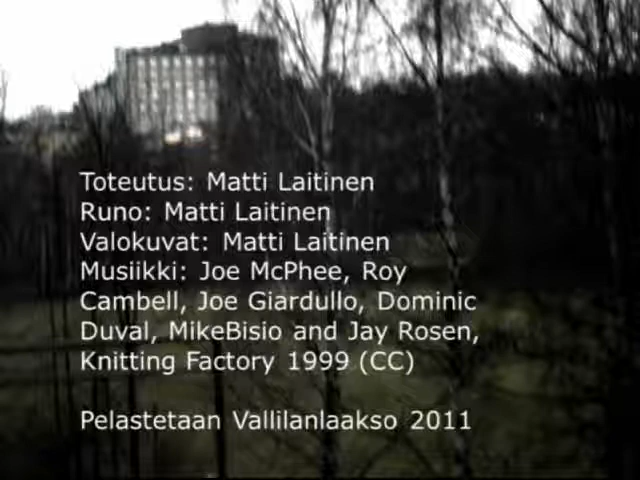 Toteutus: Matti Laitinen
Runo: Matti Laitinen
Valokuvat: Matti Laitinen
Musiikki: Joe McPhee, Roy
Cambell, Joe Giardullo, Dominic
Duval, MikeBisio and Jay Rosen,
Knitting Factory 1999 (CC)
Pelastetaan Vallilanlaakso 2011